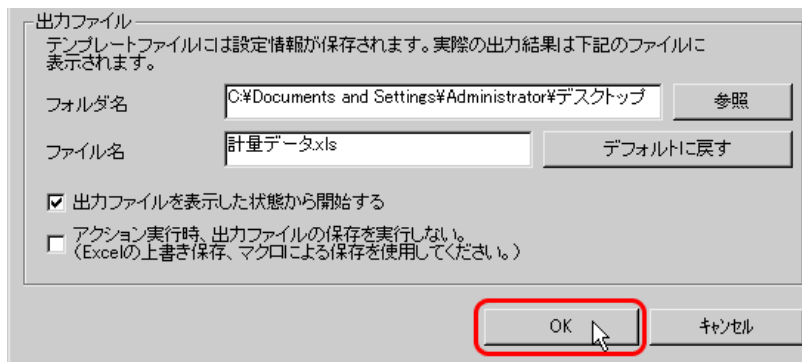 出力ファイル
テンプレートファイルには設定情報が保存されます。実際の出力結果は下記のファイルに
表示されます。
フォルダ名 C:¥Documents and Settings¥Administrator¥デスクトップ 参照
ファイル名 計量データ.xls デフォルトに戻す
出力ファイルを表示した状態から開始する
アクション実行時、出力ファイルの保存を実行しない。
（Excelの上書き保存、マクロによる保存を使用してください。）
OK キャンセル